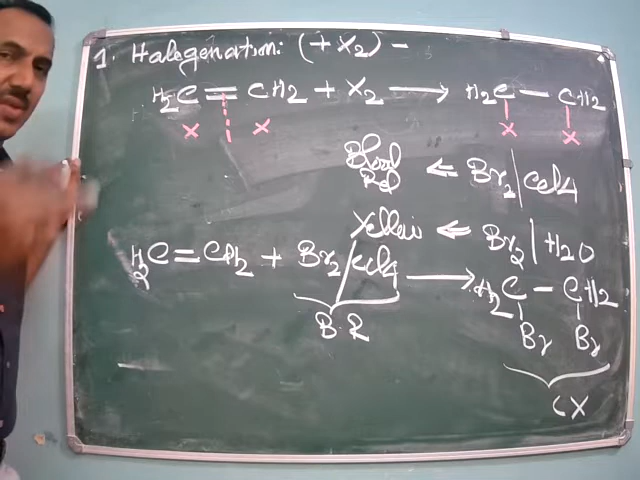 1. Halogenation: (+X2) -
H2C = CH2 + X2 → H2C - CH2
X X X X
Blood Red ⇐ Br2 | CCl4
Yellow ⇐ Br2 | H2O
H2C = CH2 + Br2/CCl4 → H2C - CH2
B.R Br Br
CX